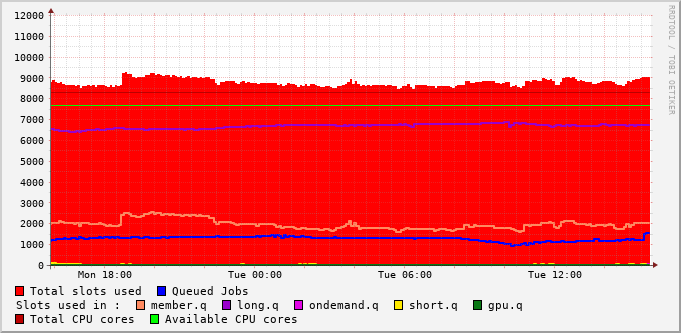 RRDTOOL / TOBI OETIKER
12000
11000
10000
9000
8000
7000
6000
5000
4000
3000
2000
1000
0
Mon 18:00 Tue 00:00 Tue 06:00 Tue 12:00
Total slots used Queued Jobs
Slots used in : member.q long.q ondemand.q short.q gpu.q
Total CPU cores Available CPU cores